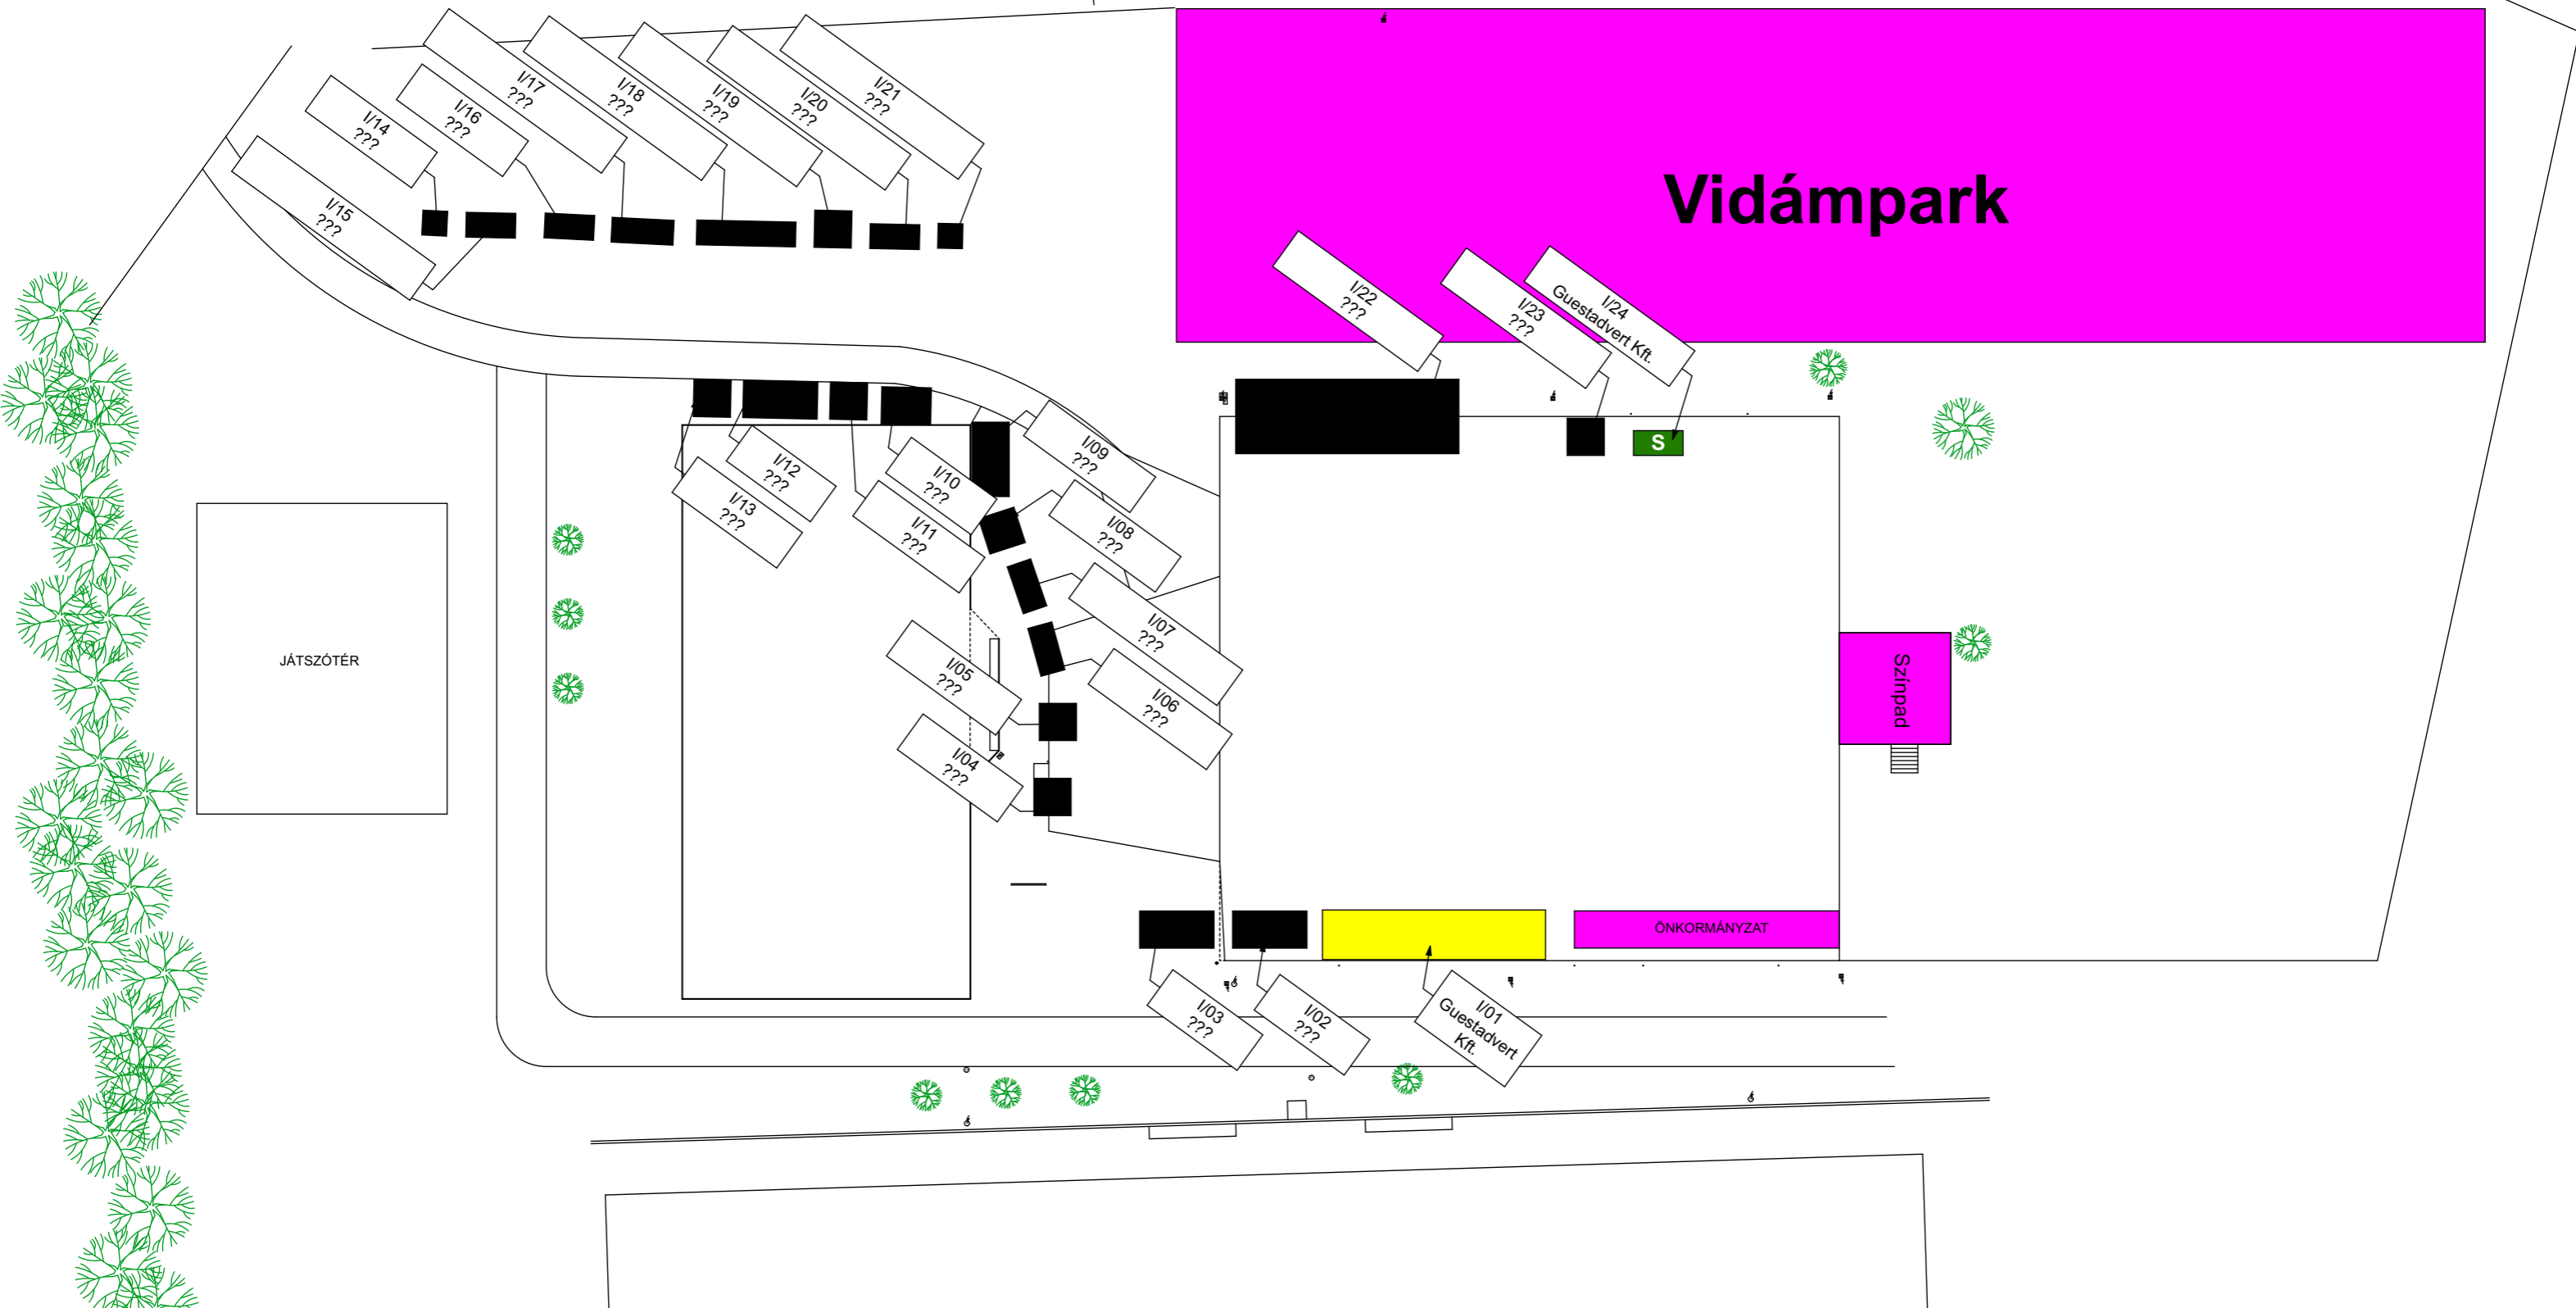 I/17
???
I/18
???
I/19
???
I/20
???
I/21
???
I/14
???
I/16
???
I/15
???
Vidámpark
I/22
???
I/23
???
I/24
Guestadvert Kft.
S
I/12
???
I/13
???
I/10
???
I/11
???
I/09
???
I/08
???
I/07
???
I/06
???
I/05
???
I/04
???
JÁTSZÓTÉR
Színpad
ÖNKORMÁNYZAT
I/03
???
I/02
???
I/01
Guestadvert
Kft.